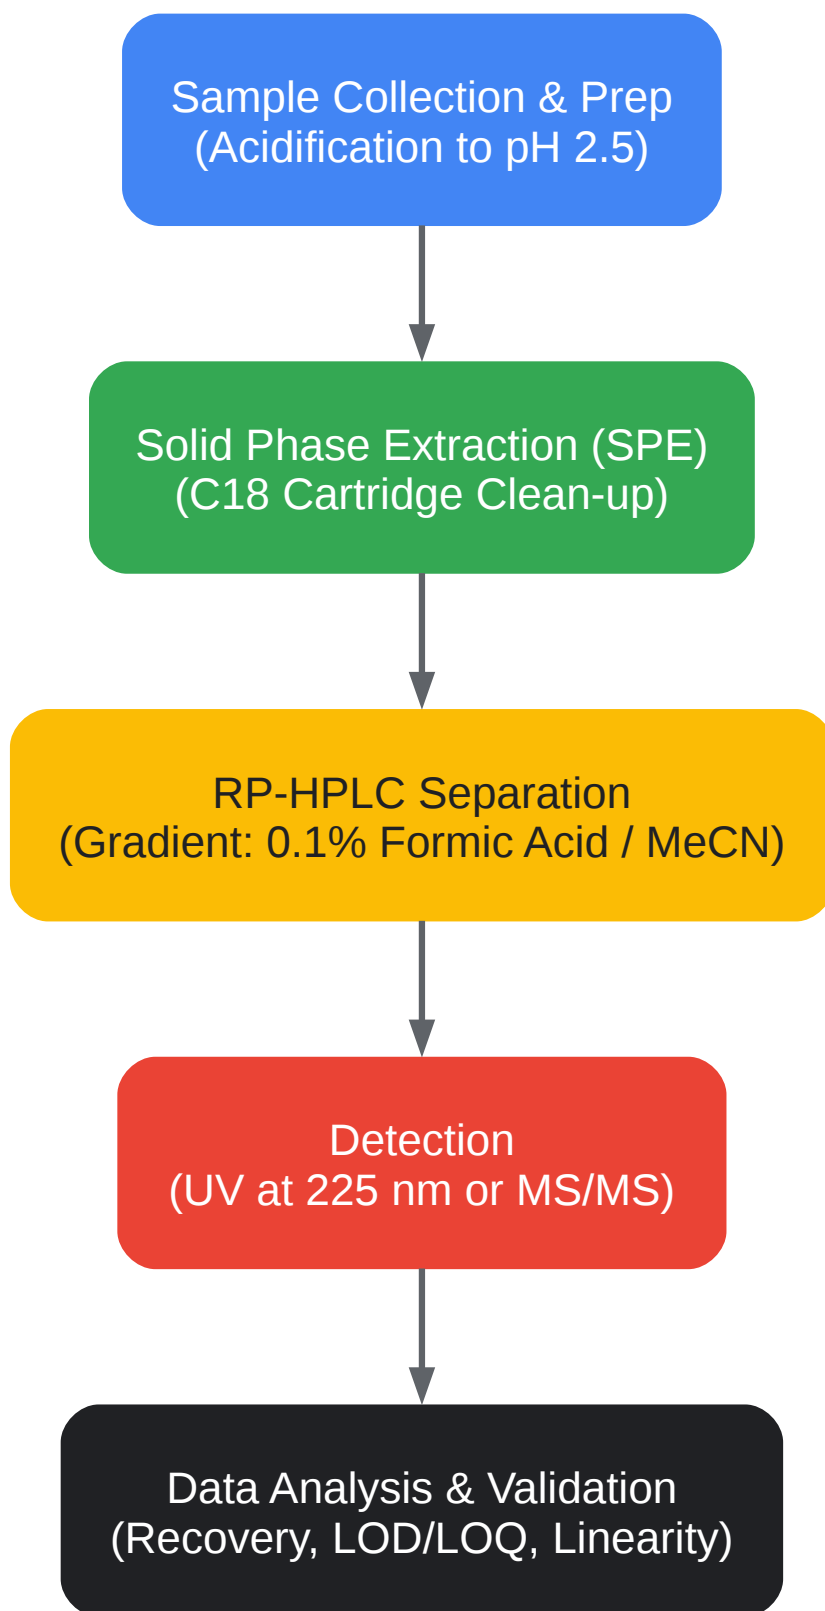 Sample Collection & Prep
(Acidification to pH 2.5)
Solid Phase Extraction (SPE)
(C18 Cartridge Clean-up)
RP-HPLC Separation
(Gradient: 0.1% Formic Acid / MeCN)
Detection
(UV at 225 nm or MS/MS)
Data Analysis & Validation
(Recovery, LOD/LOQ, Linearity)